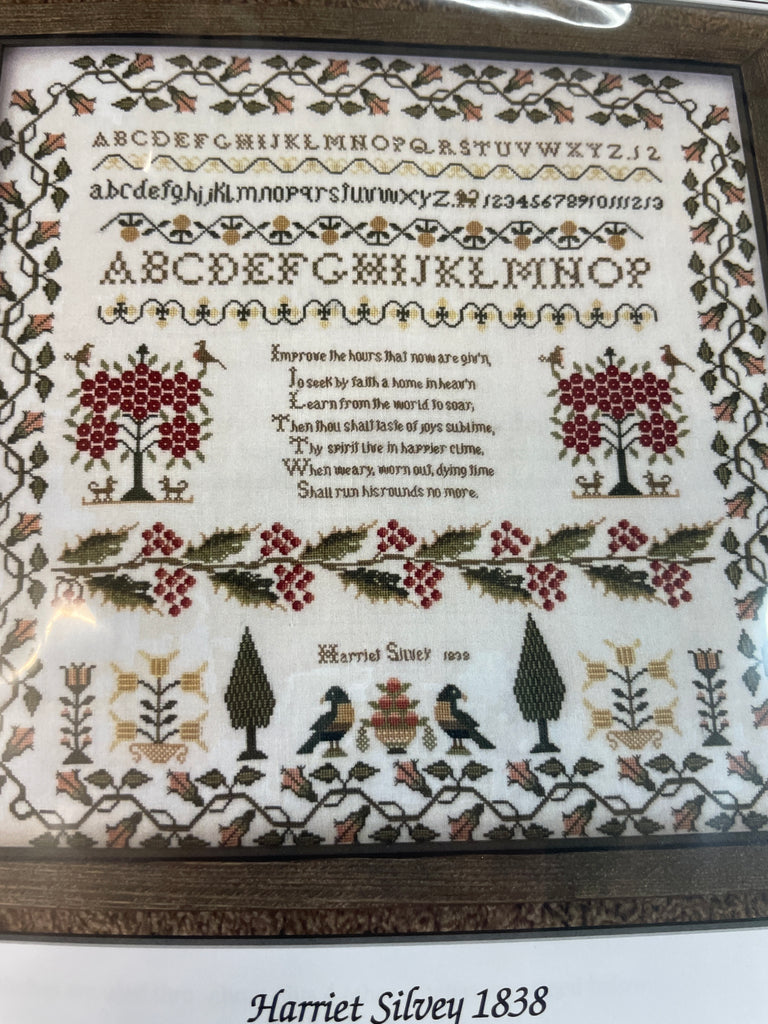 ABCDEFGHIJKLMNOPQRSTUVWXYZ.12
abcdefghijklmnopqrstuvwxyz.12345678910111213
ABCDEFGHIJKLMNOP
Improve the hours that now are giv'n,
To seek by faith a home in heav'n
Learn from the world to soar;
Then thou shalt taste of joys sublime,
Thy spirit live in happier clime,
When weary, worn out, dying time
Shall run his rounds no more.
Harriet Silvey 1838
Harriet Silvey 1838